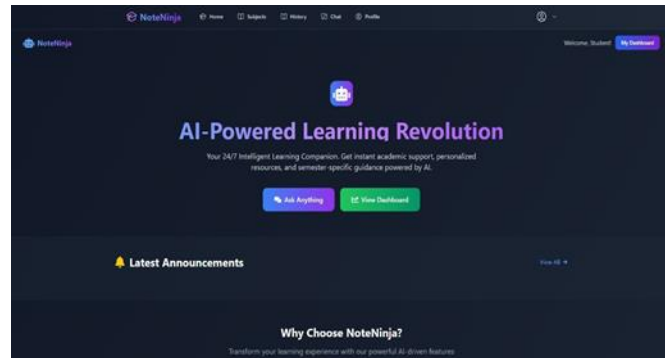 NoteNinja Home Subjects History Chat Profile
NoteNinja Welcome, Student! My Dashboard
AI-Powered Learning Revolution
Your 24/7 Intelligent Learning Companion. Get instant academic support, personalized
resources, and semester-specific guidance powered by AI.
Ask Anything View Dashboard
Latest Announcements View All
Why Choose NoteNinja?
Transform your learning experience with our powerful AI-driven features